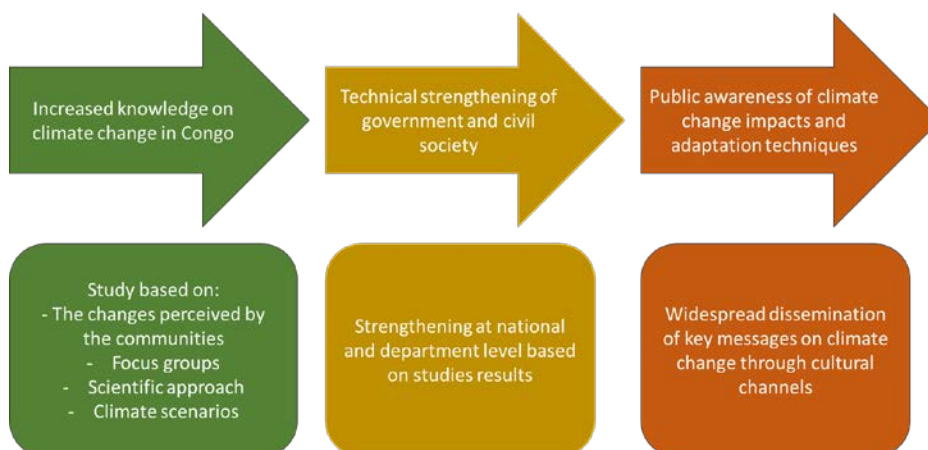 Increased knowledge on
climate change in Congo
Technical strengthening of
government and civil
society
Public awareness of climate
change impacts and
adaptation techniques
Study based on:
- The changes perceived by
the communities
- Focus groups
- Scientific approach
- Climate scenarios
Strengthening at national
and department level based
on studies results
Widespread dissemination
of key messages on climate
change through cultural
channels